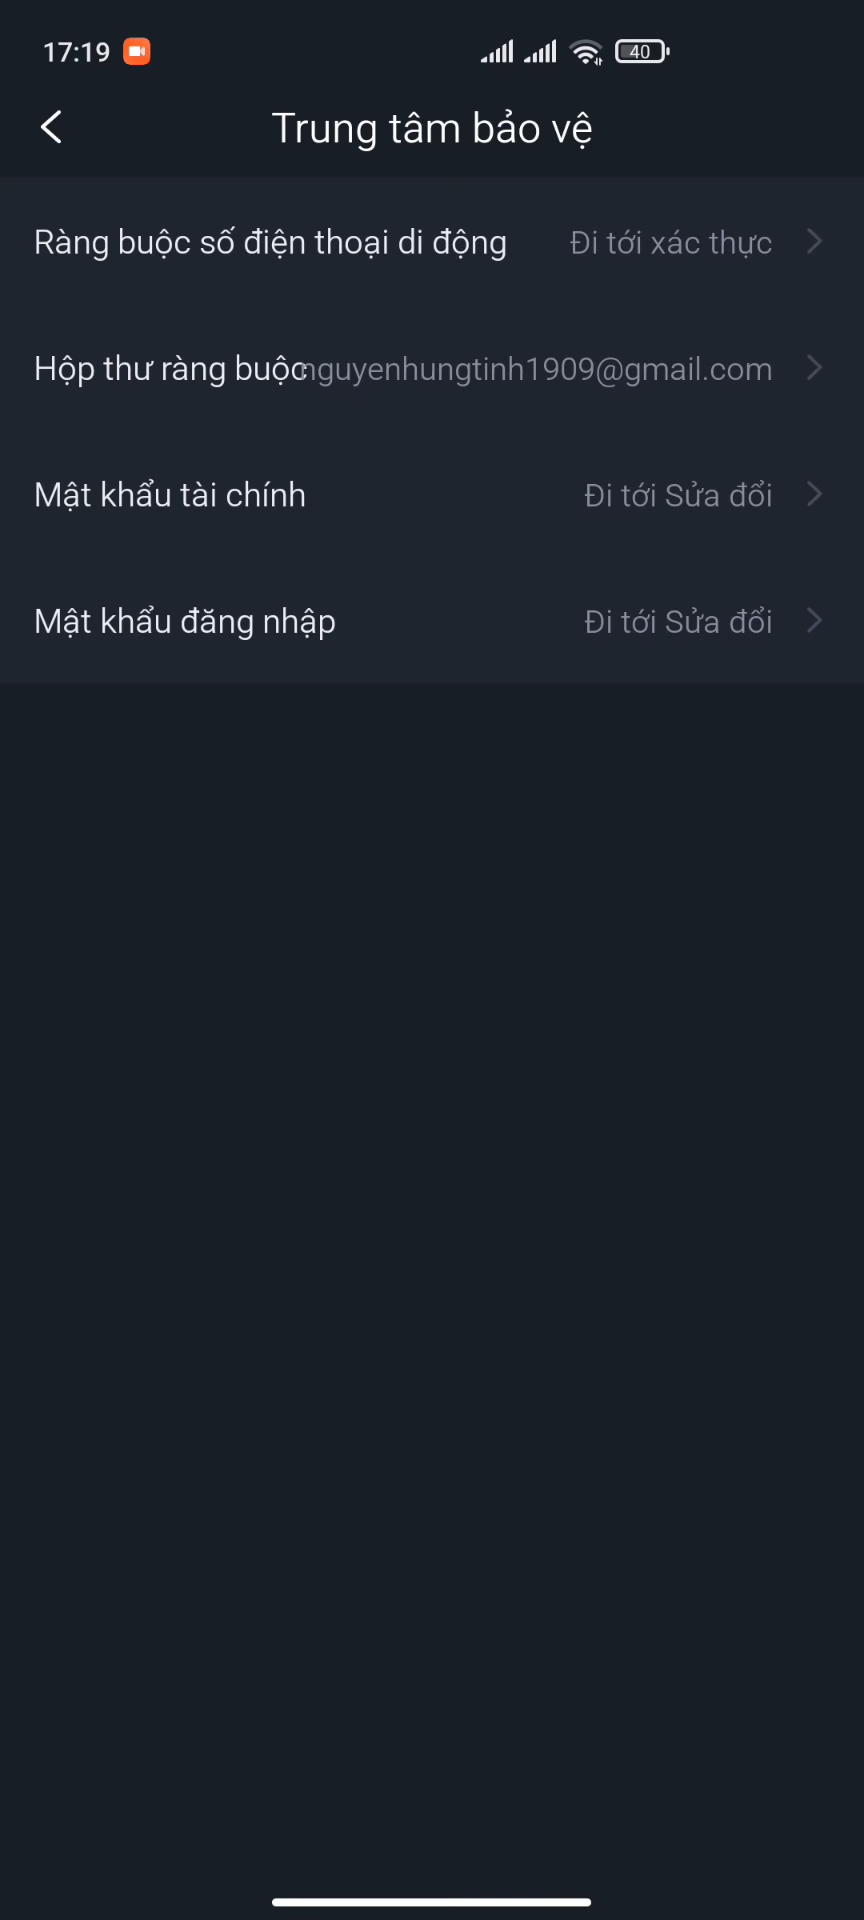 17:19
40
Trung tâm bảo vệ
Ràng buộc số điện thoại di động Đi tới xác thực
Hộp thư ràng buộc nguyenhungtinh1909@gmail.com
Mật khẩu tài chính Đi tới Sửa đổi
Mật khẩu đăng nhập Đi tới Sửa đổi